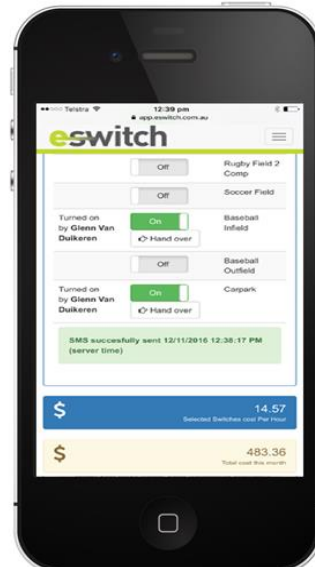 Telstra 12:39 pm
app.eswitch.com.au
eswitch
Off Rugby Field 2
Comp
Off Soccer Field
Turned on
by Glenn Van
Duikeren
On
Hand over
Baseball
Infield
Off Baseball
Outfield
Turned on
by Glenn Van
Duikeren
On
Hand over
Carpark
SMS succesfully sent 12/11/2016 12:38:17 PM
(server time)
$ 14.57
Selected Switches cost Per Hour
$ 483.36
Total cost this month